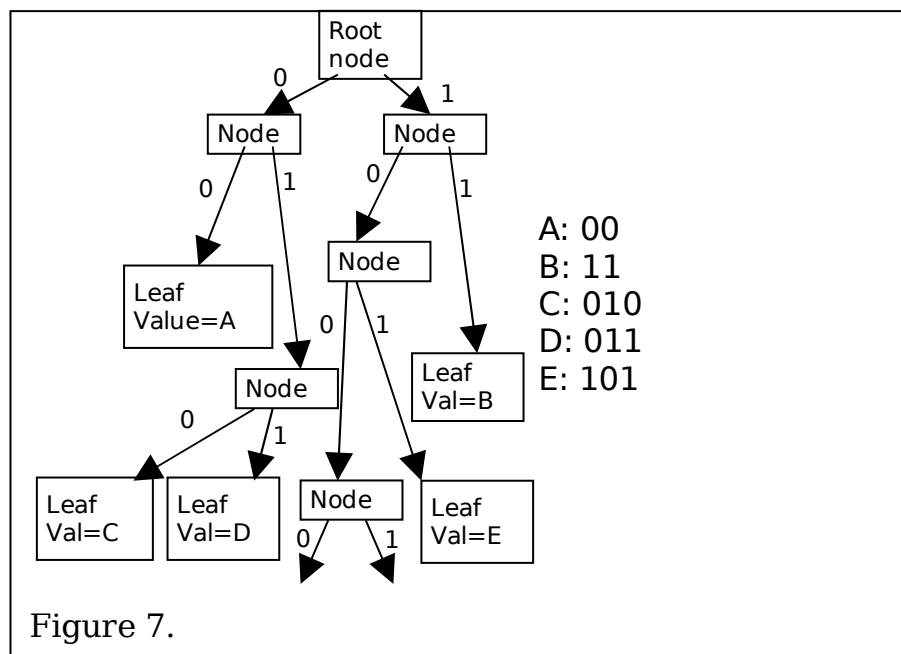 Root
node
0
1
Node
Node
0
1
0
1
A: 00
B: 11
C: 010
D: 011
E: 101
Node
Leaf
Value=A
0
1
Leaf
Val=B
Node
0
1
Leaf
Val=C
Leaf
Val=D
Node
Leaf
Val=E
0
1
Figure 7.